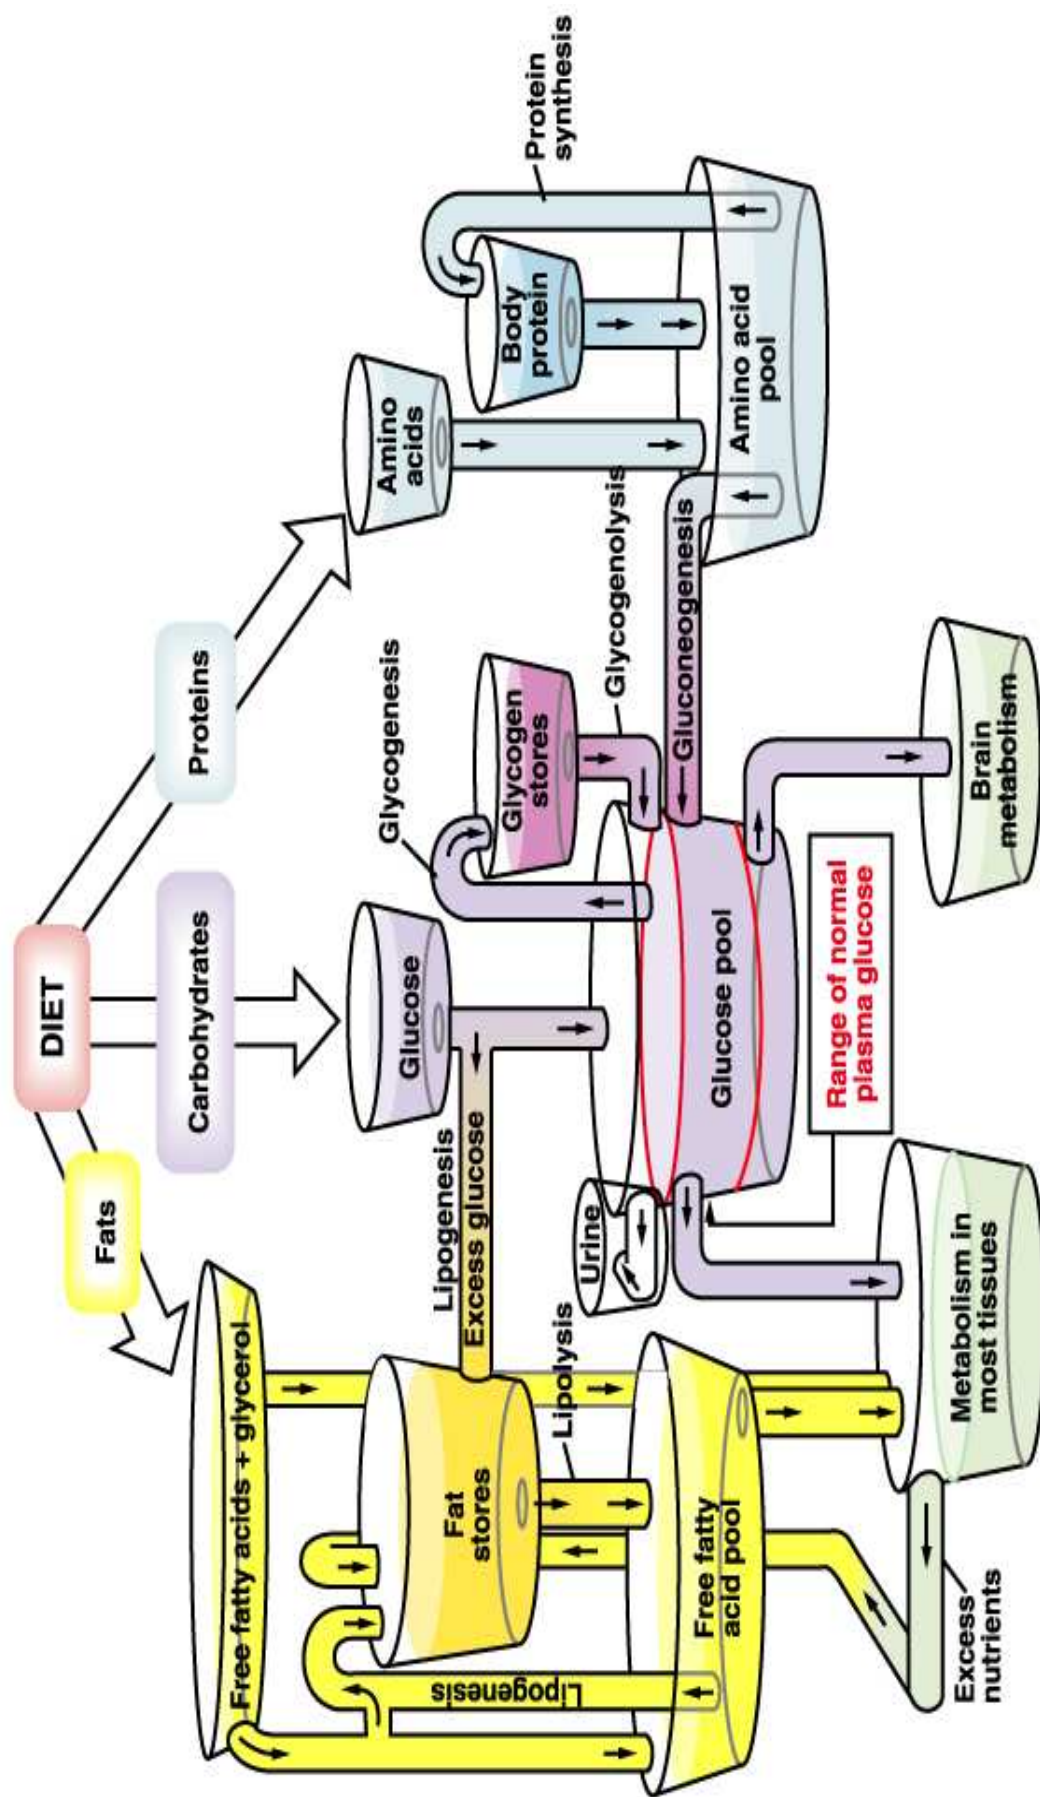 DIET
Fats
Carbohydrates
Proteins
Free fatty acids + glycerol
Glucose
Amino
acids
Glycogenesis
Protein
synthesis
Lipogenesis
Excess glucose
Fat
stores
Glycogen
stores
Body
protein
Urine
Lipolysis
Glycogenolysis
Gluconeogenesis
Lipogenesis
Free fatty
acid pool
Glucose pool
Amino acid
pool
Range of normal
plasma glucose
Metabolism in
most tissues
Brain
metabolism
Excess
nutrients